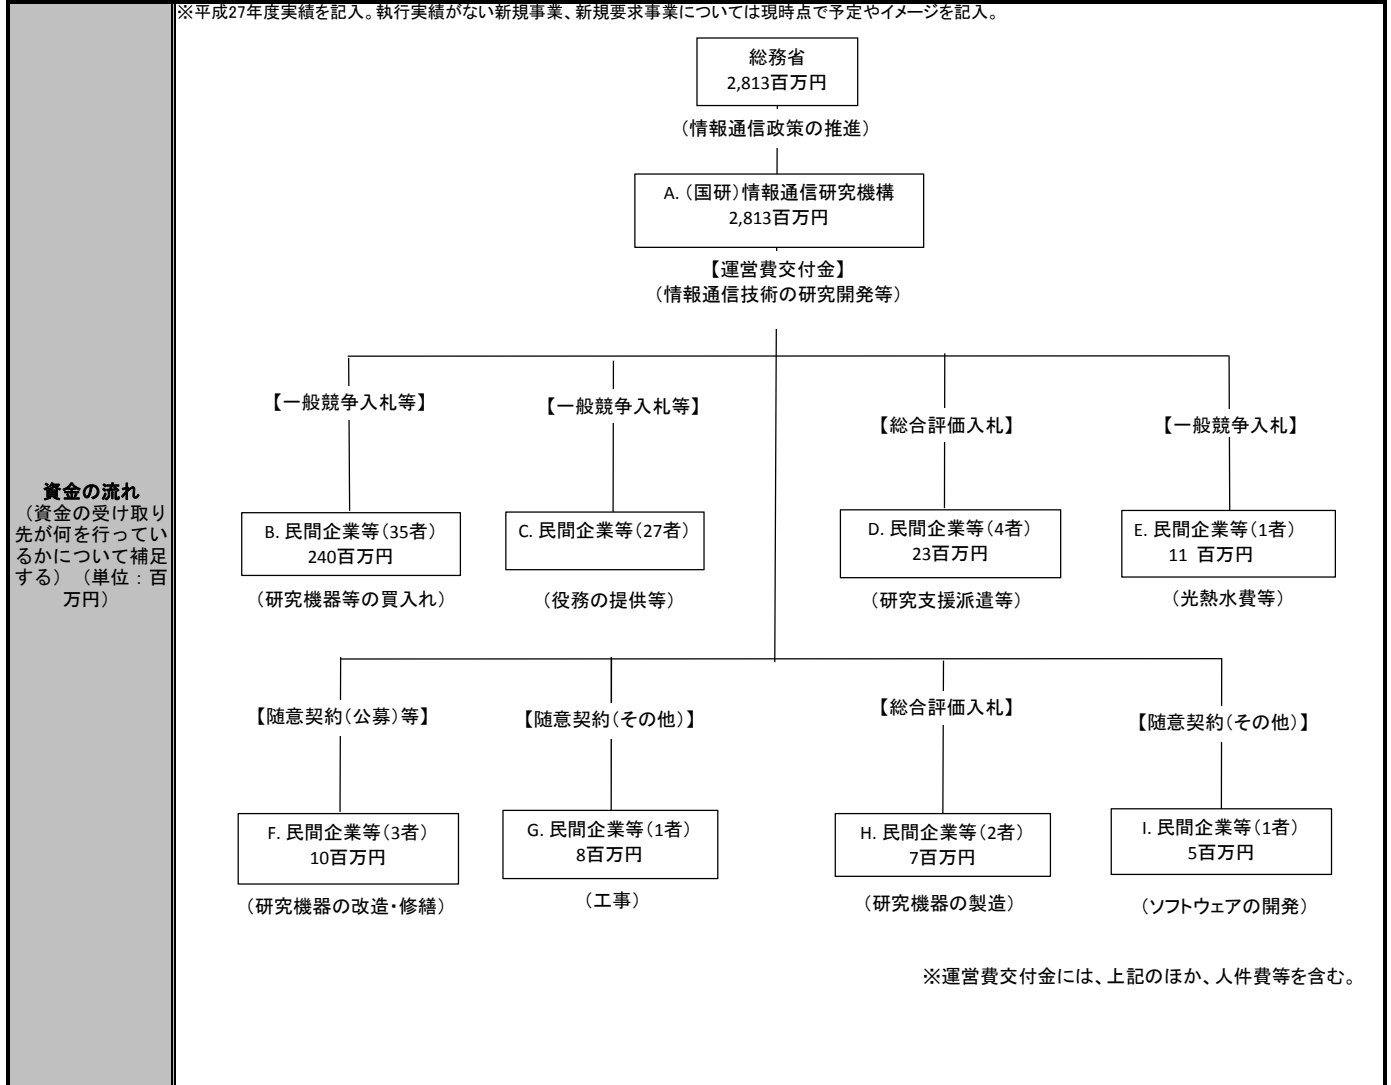 ※平成27年度実績を記入。執行実績がない新規事業、新規要求事業については現時点で予定やイメージを記入。
資金の流れ
（資金の受け取り
先が何を行ってい
るかについて補足
する）（単位：百
万円）
総務省
2,813百万円
（情報通信政策の推進）
A.（国研）情報通信研究機構
2,813百万円
【運営費交付金】
（情報通信技術の研究開発等）
【一般競争入札等】
【一般競争入札等】
【総合評価入札】
【一般競争入札】
B. 民間企業等（35者）
240百万円
C. 民間企業等（27者）
D. 民間企業等（4者）
23百万円
E. 民間企業等（1者）
11 百万円
（研究機器等の買入れ）
（役務の提供等）
（研究支援派遣等）
（光熱水費等）
【随意契約（公募）等】
【随意契約（その他）】
【総合評価入札】
【随意契約（その他）】
F. 民間企業等（3者）
10百万円
G. 民間企業等（1者）
8百万円
H. 民間企業等（2者）
7百万円
I. 民間企業等（1者）
5百万円
（研究機器の改造・修繕）
（工事）
（研究機器の製造）
（ソフトウェアの開発）
※運営費交付金には、上記のほか、人件費等を含む。